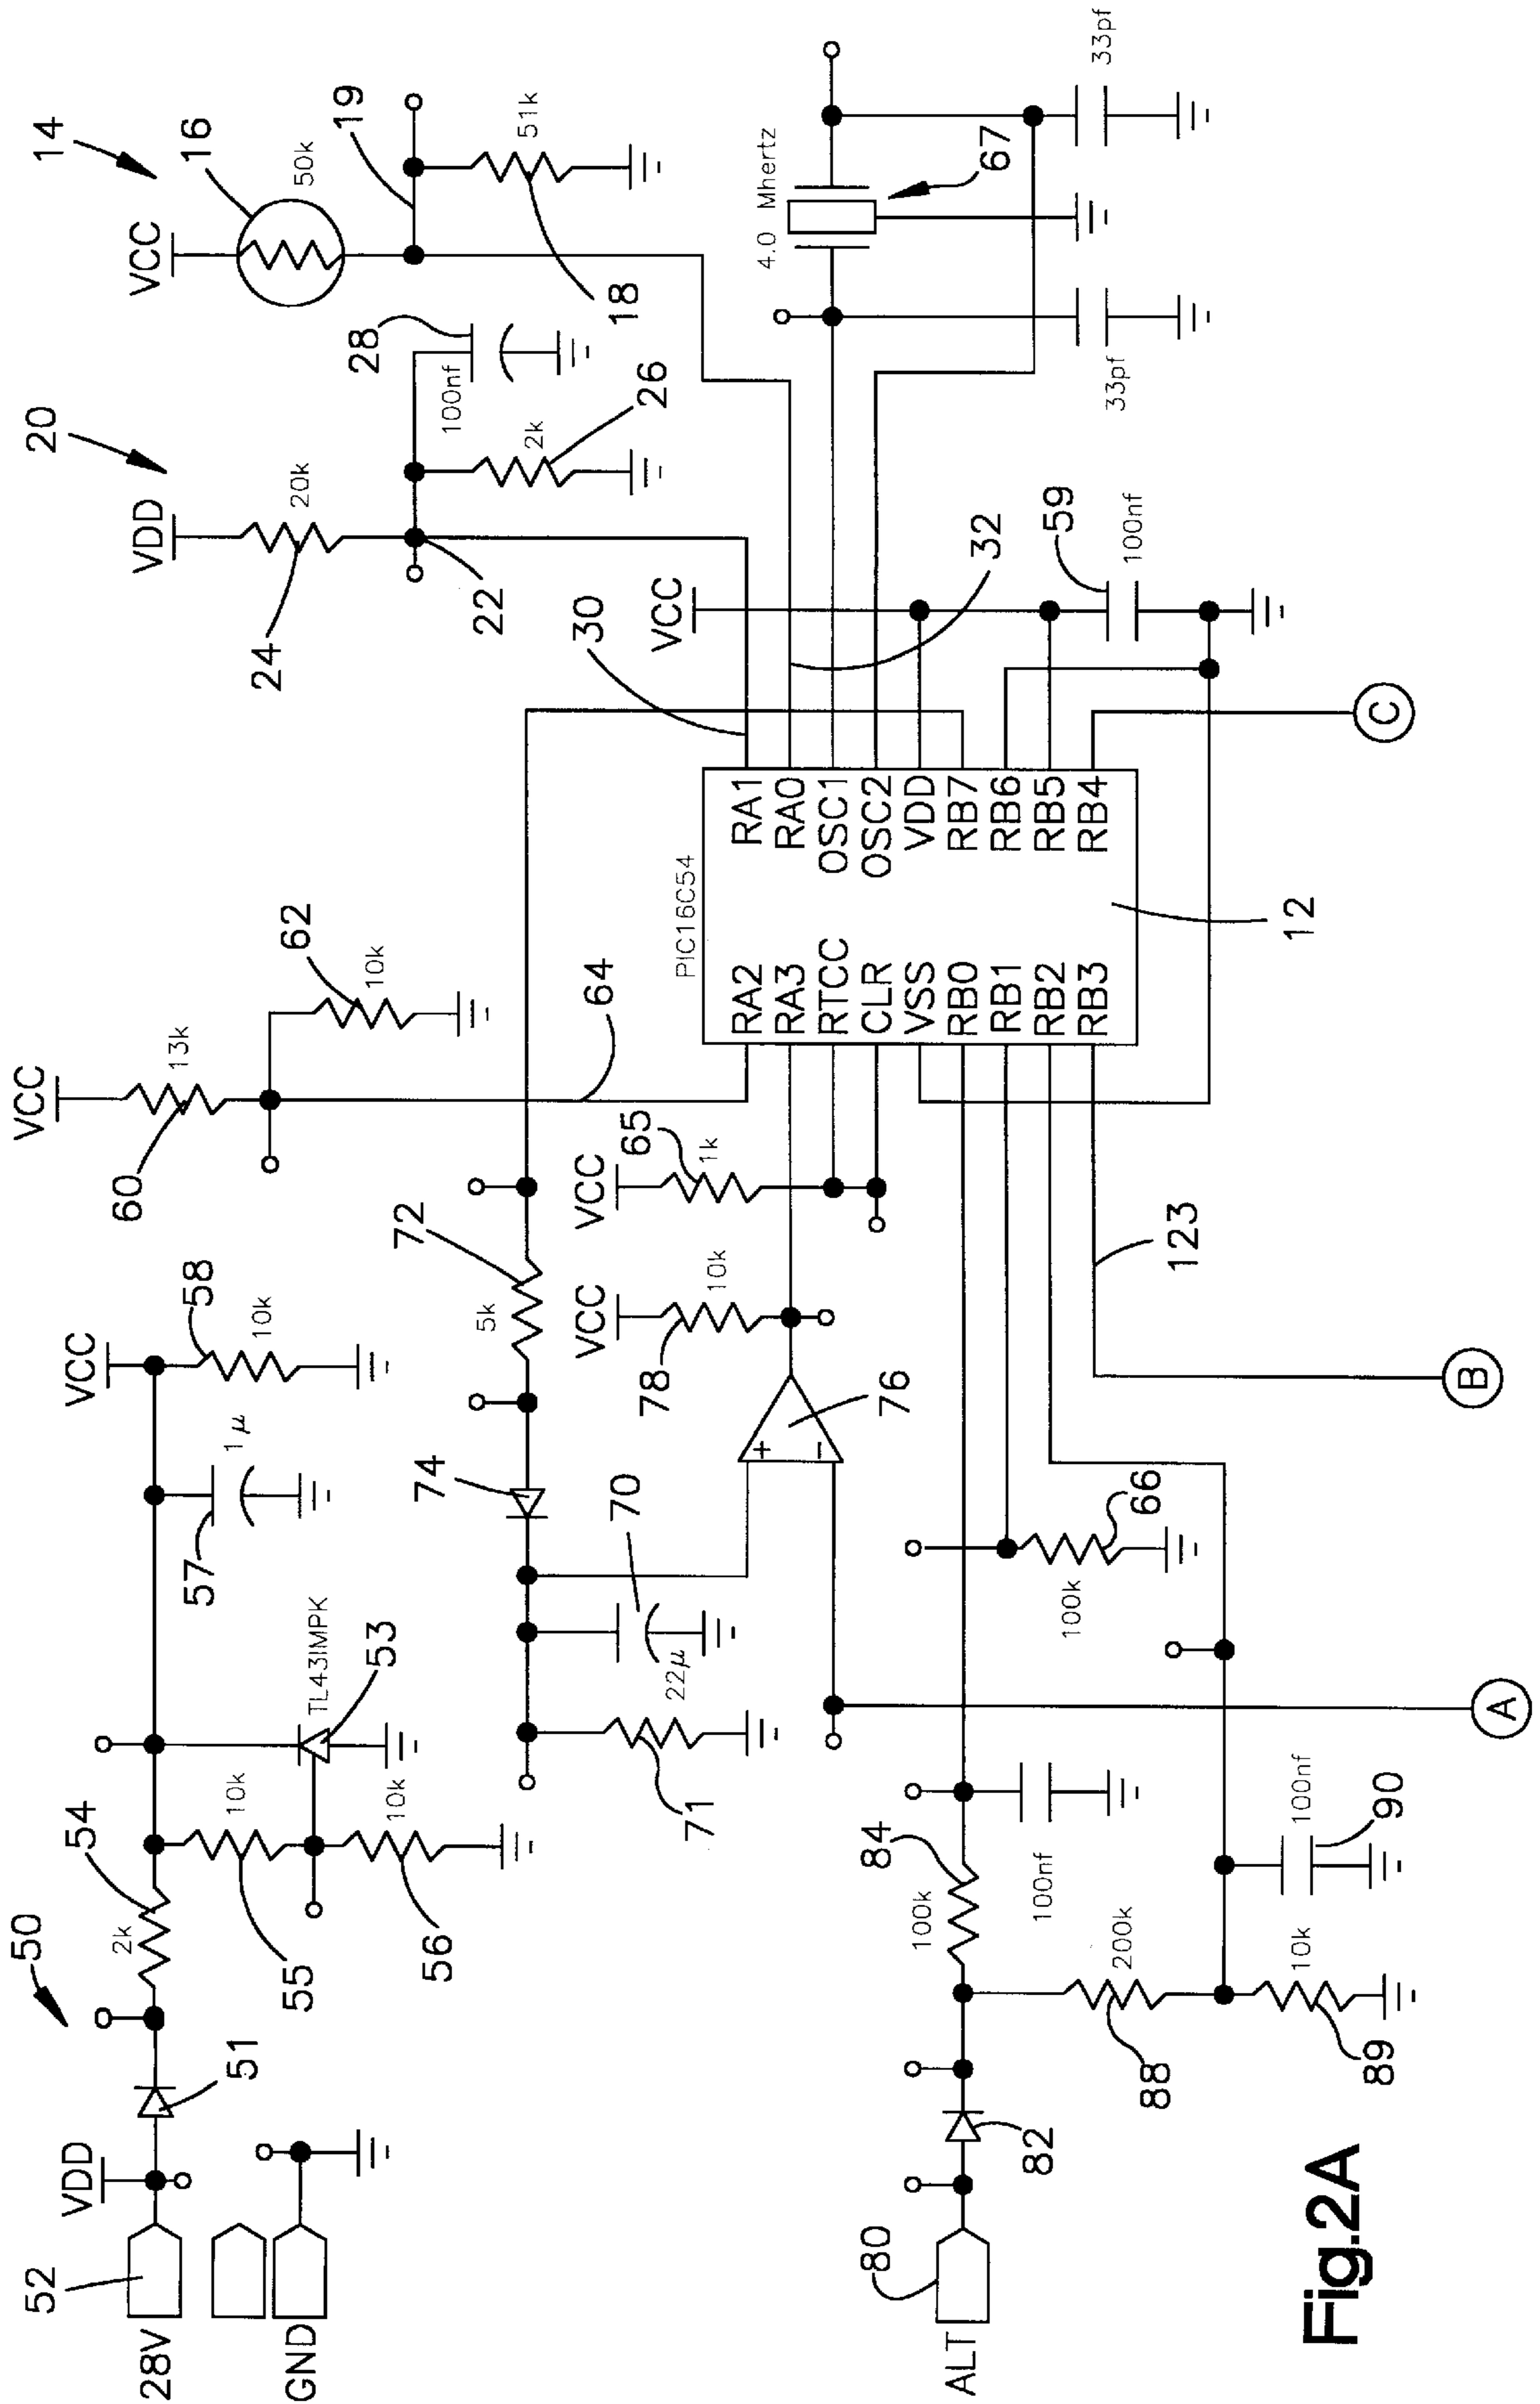 14
16
50k
VCC
19
51k
18
20
VDD
20k
24
22
28
100nf
2k
26
30
VCC
32
59
100nf
4.0 Mhertz
67
33pf
33pf
VCC
13k
60
62
10k
64
PIC16C54
RA2
RA3
RTCC
CLR
VSS
RB0
RB1
RB2
RB3
RA1
RA0
OSC1
OSC2
VDD
RB7
RB6
RB5
RB4
12
C
VCC
65
1k
VCC
78
10k
72
5k
74
70
22μ
71
+
-
76
123
B
A
66
100k
50
28V
52
VDD
51
2k
54
55
10k
10k
56
TL431MPK
53
57
1μ
VCC
58
10k
GND
ALT
80
82
84
100k
100nf
88
200k
89
10k
100nf
90
Fig.2A